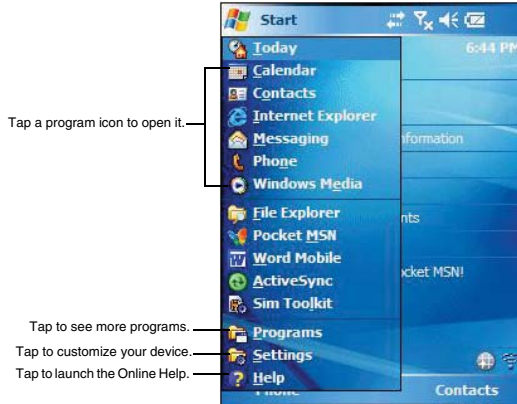 Start
Today
6:44 PM
Calendar
Contacts
Internet Explorer
Tap a program icon to open it.
Messaging
formation
Phone
Windows Media
File Explorer
nts
Pocket MSN
Word Mobile
ocket MSN!
ActiveSync
Sim Toolkit
Tap to see more programs.
Programs
Tap to customize your device.
Settings
Tap to launch the Online Help.
Help
Phone
Contacts